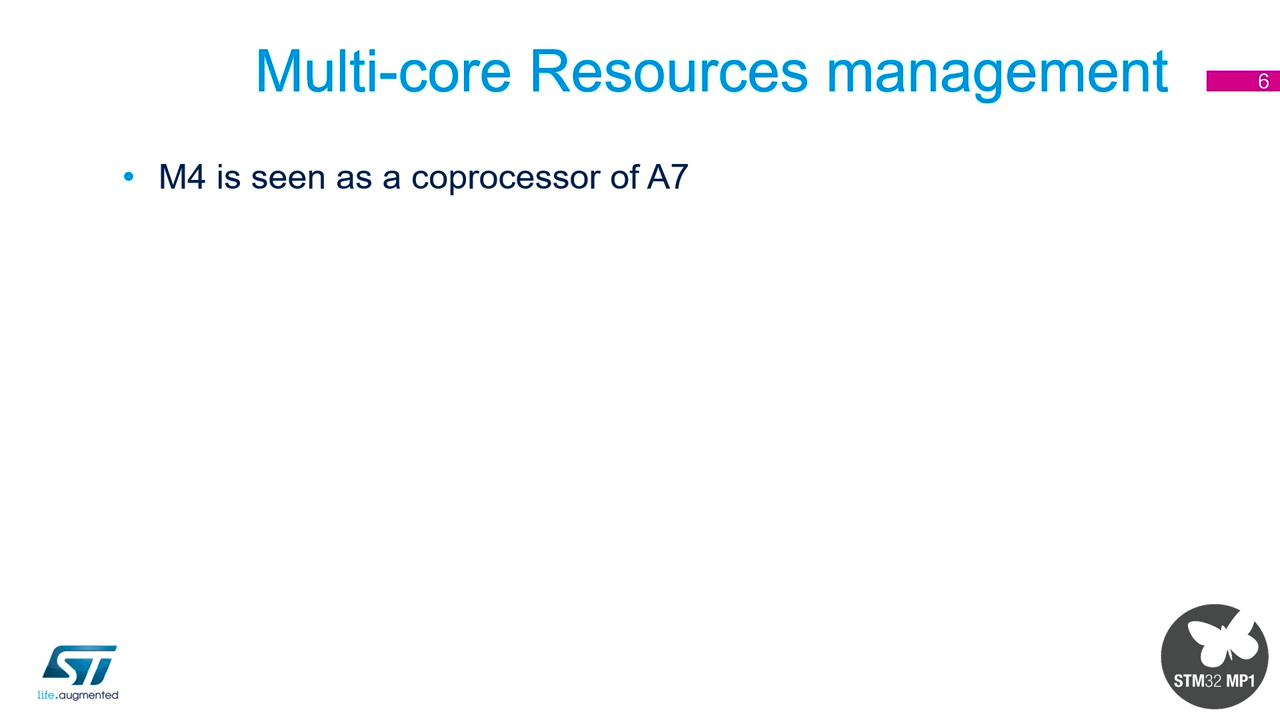 Multi-core Resources management
6
• M4 is seen as a coprocessor of A7
life.augmented
STM32 MP1